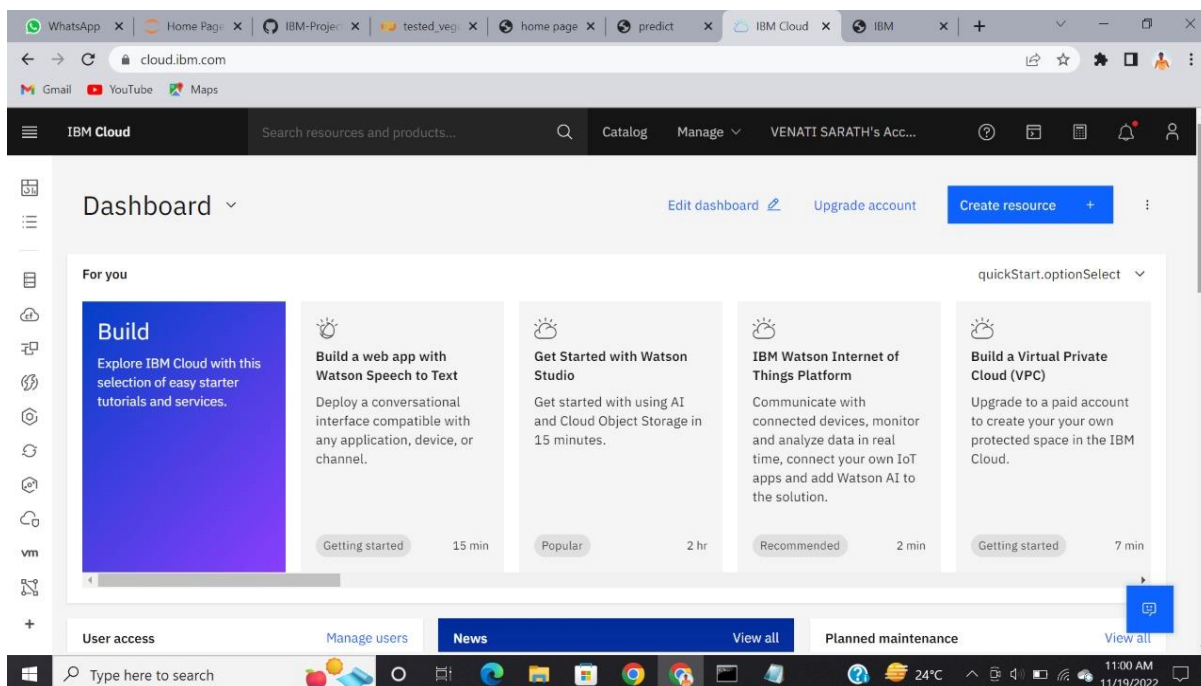 WhatsApp
Home Page
IBM-Projec
tested_veg
home page
predict
IBM Cloud
IBM
cloud.ibm.com
Gmail
YouTube
Maps
IBM Cloud
Search resources and products...
Catalog
Manage
VENATI SARATH's Acc...
Dashboard
Edit dashboard
Upgrade account
Create resource +
For you
quickStart.optionSelect
Build
Explore IBM Cloud with this
selection of easy starter
tutorials and services.
Build a web app with
Watson Speech to Text
Deploy a conversational
interface compatible with
any application, device, or
channel.
Getting started
15 min
Get Started with Watson
Studio
Get started with using AI
and Cloud Object Storage in
15 minutes.
Popular
2 hr
IBM Watson Internet of
Things Platform
Communicate with
connected devices, monitor
and analyze data in real
time, connect your own IoT
apps and add Watson AI to
the solution.
Recommended
2 min
Build a Virtual Private
Cloud (VPC)
Upgrade to a paid account
to create your your own
protected space in the IBM
Cloud.
Getting started
7 min
vm
User access
Manage users
News
View all
Planned maintenance
View all
Type here to search
24°C
11:00 AM
11/19/2022